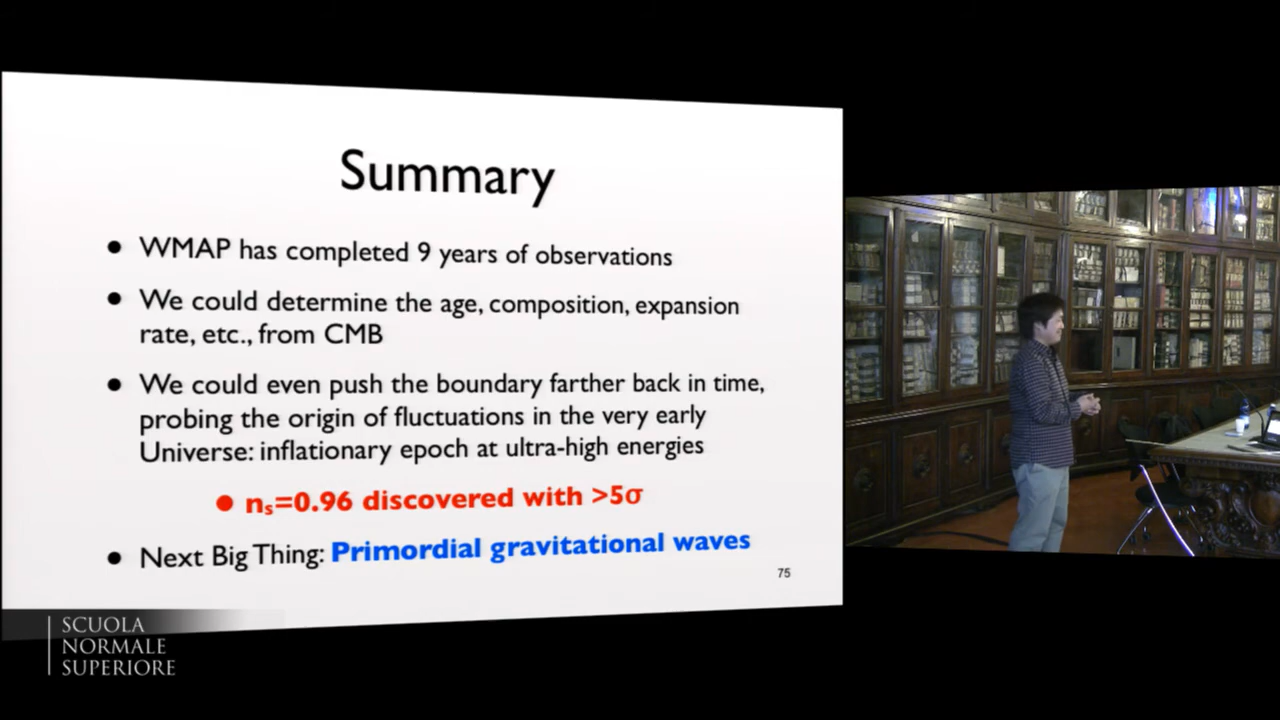 Summary
• WMAP has completed 9 years of observations
• We could determine the age, composition, expansion
rate, etc., from CMB
• We could even push the boundary farther back in time,
probing the origin of fluctuations in the very early
Universe: inflationary epoch at ultra-high energies
• nₛ=0.96 discovered with >5σ
• Next Big Thing: Primordial gravitational waves
75
SCUOLA
NORMALE
SUPERIORE